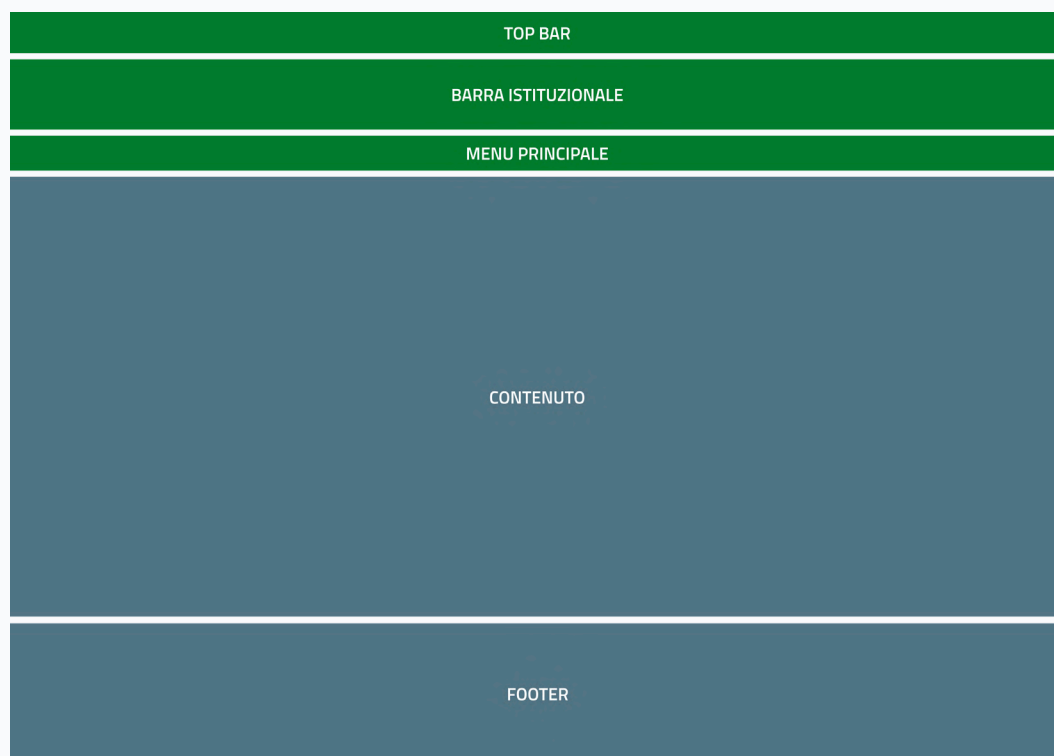 TOP BAR
BARRA ISTITUZIONALE
MENU PRINCIPALE
CONTENUTO
FOOTER